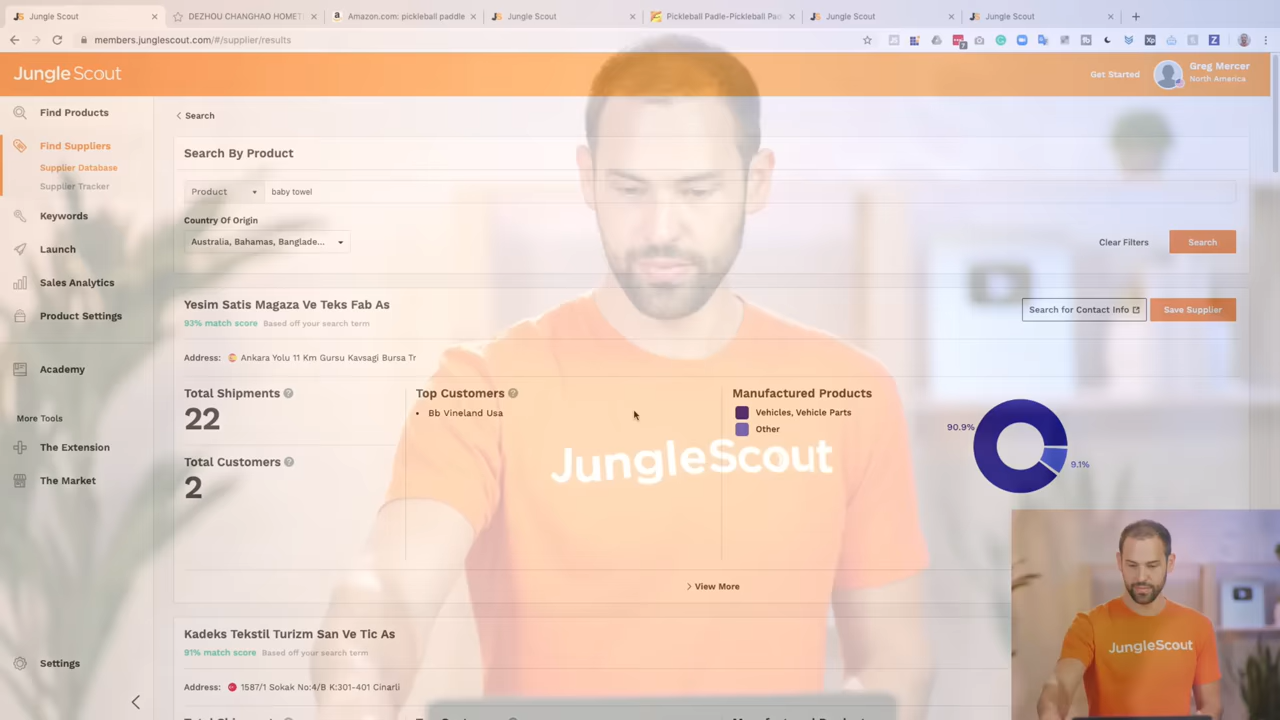 Jungle Scout
DEZHOU CHANGHAO HOMET
Amazon.com: pickleball paddle
Jungle Scout
Pickleball Padle-Pickleball Pad
Jungle Scout
Jungle Scout
members.junglescout.com/#/supplier/results
Jungle Scout
Get Started
Greg Mercer
North America
Find Products
Find Suppliers
Supplier Database
Supplier Tracker
Keywords
Launch
Sales Analytics
Product Settings
Academy
More Tools
The Extension
The Market
Settings
Search
Search By Product
Product
baby towel
Country Of Origin
Australia, Bahamas, Banglade...
Clear Filters
Search
Yesim Satis Magaza Ve Teks Fab As
93% match score Based off your search term
Search for Contact Info
Save Supplier
Address: Ankara Yolu 11 Km Gursu Kavsagi Bursa Tr
Total Shipments
22
Total Customers
2
Top Customers
• Bb Vineland Usa
Manufactured Products
Vehicles, Vehicle Parts
Other
90.9%
9.1%
JungleScout
View More
Kadeks Tekstil Turizm San Ve Tic As
91% match score Based off your search term
Address: 1587/1 Sokak No:4/B K:301-401 Cinarli
JungleScout